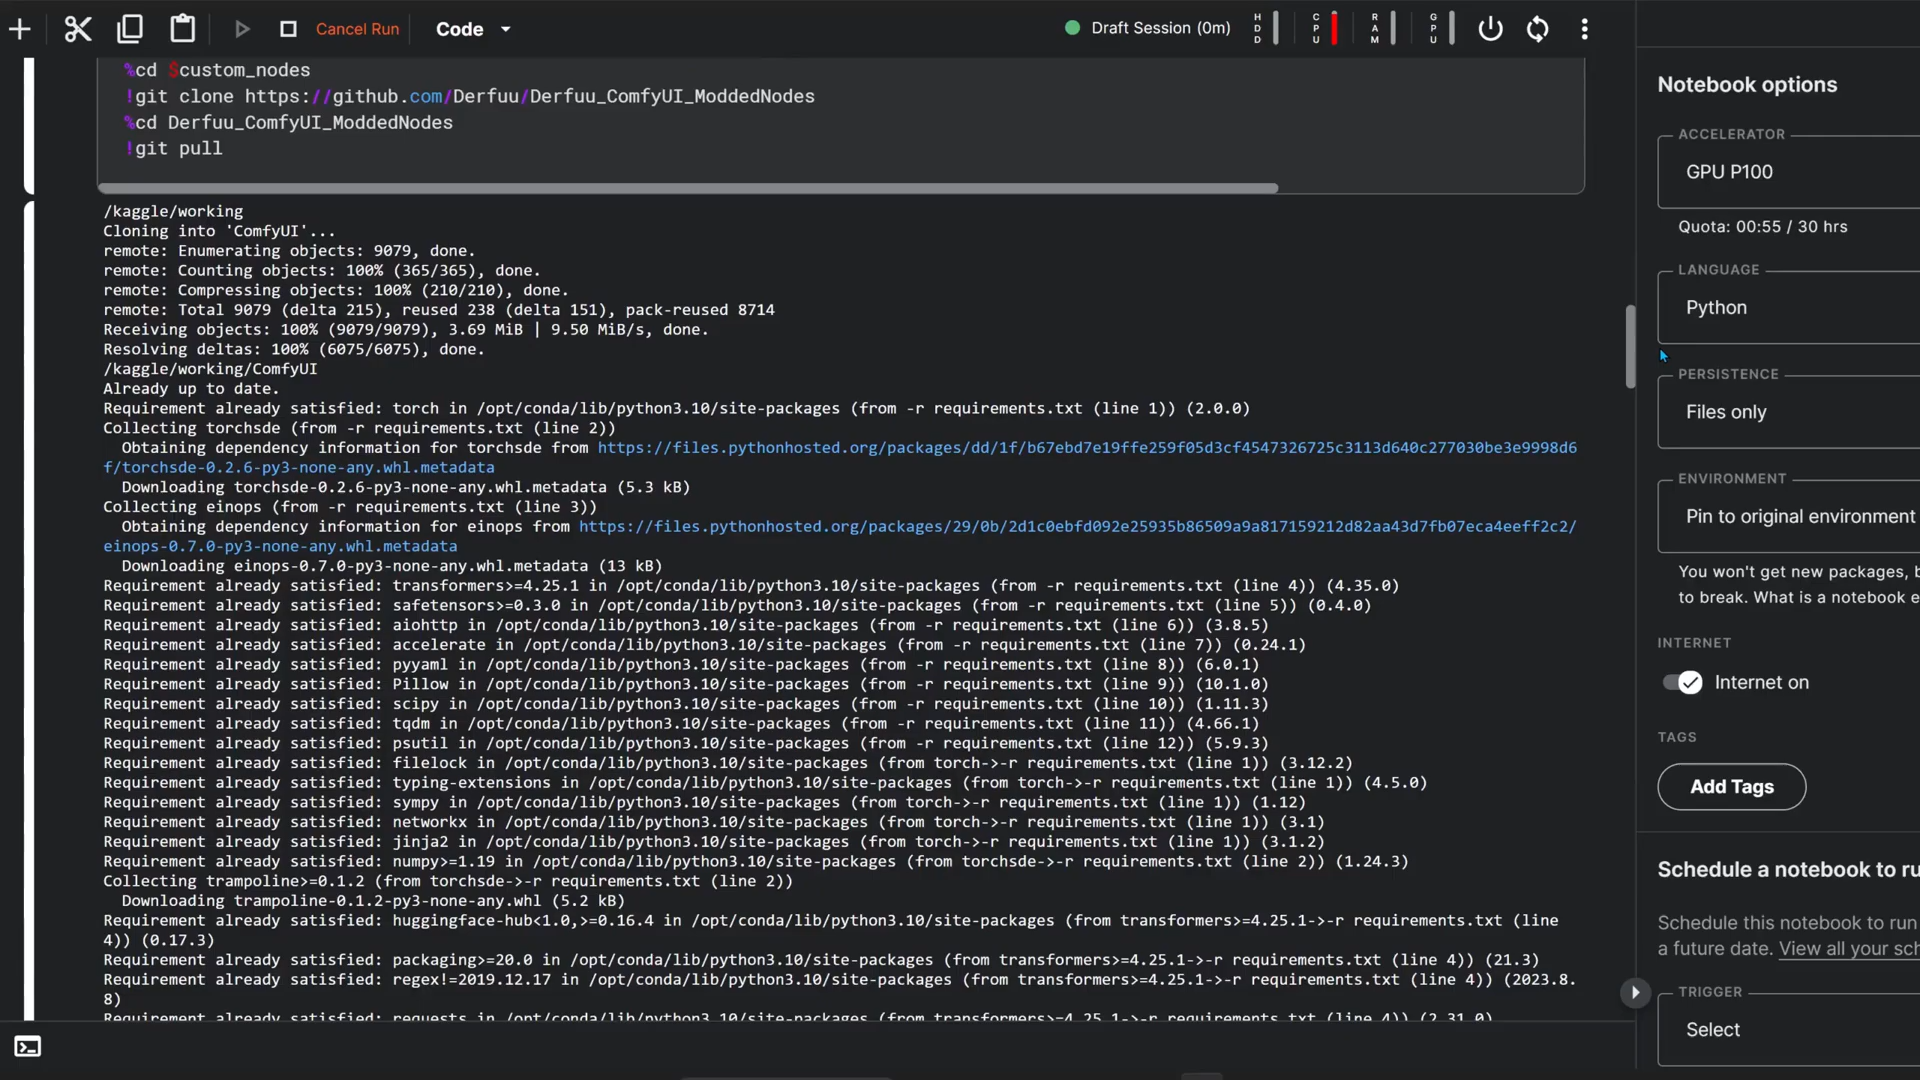 Cancel Run
Code
Draft Session (0m)
HDD
CPU
RAM
GPU
%cd $custom_nodes
!git clone https://github.com/Derfuu/Derfuu_ComfyUI_ModdedNodes
%cd Derfuu_ComfyUI_ModdedNodes
!git pull
/kaggle/working
Cloning into 'ComfyUI'...
remote: Enumerating objects: 9079, done.
remote: Counting objects: 100% (365/365), done.
remote: Compressing objects: 100% (210/210), done.
remote: Total 9079 (delta 215), reused 238 (delta 151), pack-reused 8714
Receiving objects: 100% (9079/9079), 3.69 MiB | 9.50 MiB/s, done.
Resolving deltas: 100% (6075/6075), done.
/kaggle/working/ComfyUI
Already up to date.
Requirement already satisfied: torch in /opt/conda/lib/python3.10/site-packages (from -r requirements.txt (line 1)) (2.0.0)
Collecting torchsde (from -r requirements.txt (line 2))
Obtaining dependency information for torchsde from https://files.pythonhosted.org/packages/dd/1f/b67ebd7e19ffe259f05d3cf4547326725c3113d640c277030be3e9998d6
f/torchsde-0.2.6-py3-none-any.whl.metadata
Downloading torchsde-0.2.6-py3-none-any.whl.metadata (5.3 kB)
Collecting einops (from -r requirements.txt (line 3))
Obtaining dependency information for einops from https://files.pythonhosted.org/packages/29/0b/2d1c0ebfd092e25935b86509a9a817159212d82aa43d7fb07eca4eeff2c2/
einops-0.7.0-py3-none-any.whl.metadata
Downloading einops-0.7.0-py3-none-any.whl.metadata (13 kB)
Requirement already satisfied: transformers>=4.25.1 in /opt/conda/lib/python3.10/site-packages (from -r requirements.txt (line 4)) (4.35.0)
Requirement already satisfied: safetensors>=0.3.0 in /opt/conda/lib/python3.10/site-packages (from -r requirements.txt (line 5)) (0.4.0)
Requirement already satisfied: aiohttp in /opt/conda/lib/python3.10/site-packages (from -r requirements.txt (line 6)) (3.8.5)
Requirement already satisfied: accelerate in /opt/conda/lib/python3.10/site-packages (from -r requirements.txt (line 7)) (0.24.1)
Requirement already satisfied: pyyaml in /opt/conda/lib/python3.10/site-packages (from -r requirements.txt (line 8)) (6.0.1)
Requirement already satisfied: Pillow in /opt/conda/lib/python3.10/site-packages (from -r requirements.txt (line 9)) (10.1.0)
Requirement already satisfied: scipy in /opt/conda/lib/python3.10/site-packages (from -r requirements.txt (line 10)) (1.11.3)
Requirement already satisfied: tqdm in /opt/conda/lib/python3.10/site-packages (from -r requirements.txt (line 11)) (4.66.1)
Requirement already satisfied: psutil in /opt/conda/lib/python3.10/site-packages (from -r requirements.txt (line 12)) (5.9.3)
Requirement already satisfied: filelock in /opt/conda/lib/python3.10/site-packages (from torch->-r requirements.txt (line 1)) (3.12.2)
Requirement already satisfied: typing-extensions in /opt/conda/lib/python3.10/site-packages (from torch->-r requirements.txt (line 1)) (4.5.0)
Requirement already satisfied: sympy in /opt/conda/lib/python3.10/site-packages (from torch->-r requirements.txt (line 1)) (1.12)
Requirement already satisfied: networkx in /opt/conda/lib/python3.10/site-packages (from torch->-r requirements.txt (line 1)) (3.1)
Requirement already satisfied: jinja2 in /opt/conda/lib/python3.10/site-packages (from torch->-r requirements.txt (line 1)) (3.1.2)
Requirement already satisfied: numpy>=1.19 in /opt/conda/lib/python3.10/site-packages (from torchsde->-r requirements.txt (line 2)) (1.24.3)
Collecting trampoline>=0.1.2 (from torchsde->-r requirements.txt (line 2))
Downloading trampoline-0.1.2-py3-none-any.whl (5.2 kB)
Requirement already satisfied: huggingface-hub<1.0,>=0.16.4 in /opt/conda/lib/python3.10/site-packages (from transformers>=4.25.1->-r requirements.txt (line
4)) (0.17.3)
Requirement already satisfied: packaging>=20.0 in /opt/conda/lib/python3.10/site-packages (from transformers>=4.25.1->-r requirements.txt (line 4)) (21.3)
Requirement already satisfied: regex!=2019.12.17 in /opt/conda/lib/python3.10/site-packages (from transformers>=4.25.1->-r requirements.txt (line 4)) (2023.8.
8)
Requirement already satisfied: requests in /opt/conda/lib/python3.10/site-packages (from transformers>=4.25.1->-r requirements.txt (line 4)) (2.31.0)
Notebook options
ACCELERATOR
GPU P100
Quota: 00:55 / 30 hrs
LANGUAGE
Python
PERSISTENCE
Files only
ENVIRONMENT
Pin to original environment
You won't get new packages, b
to break. What is a notebook e
INTERNET
Internet on
TAGS
Add Tags
Schedule a notebook to ru
Schedule this notebook to run
a future date. View all your sch
TRIGGER
Select